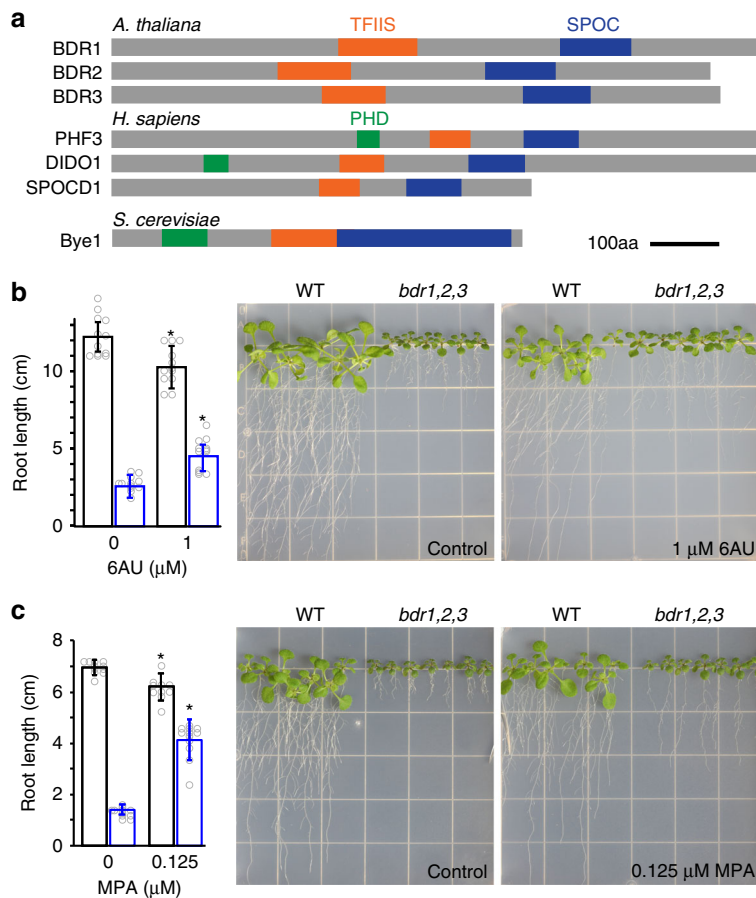 a
A. thaliana TFIIS SPOC
BDR1
BDR2
BDR3
H. sapiens PHD
PHF3
DIDO1
SPOCD1
S. cerevisiae
Bye1 100aa
b
WT bdr1,2,3 WT bdr1,2,3
Root length (cm)
10
5
0
* *
0 1
6AU (μM)
Control 1 μM 6AU
c
WT bdr1,2,3 WT bdr1,2,3
Root length (cm)
8
6
4
2
0
* *
0 0.125
MPA (μM)
Control 0.125 μM MPA